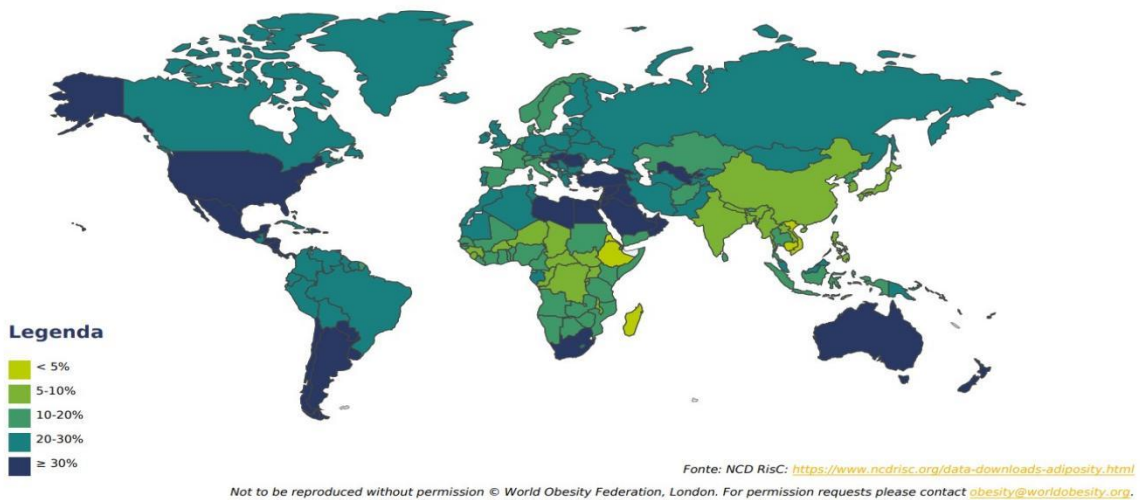 Legenda
< 5%
5-10%
10-20%
20-30%
≥ 30%
Fonte: NCD RisC: https://www.ncdrisc.org/data-downloads-adiposity.html
Not to be reproduced without permission © World Obesity Federation, London. For permission requests please contact obesity@worldobesity.org.